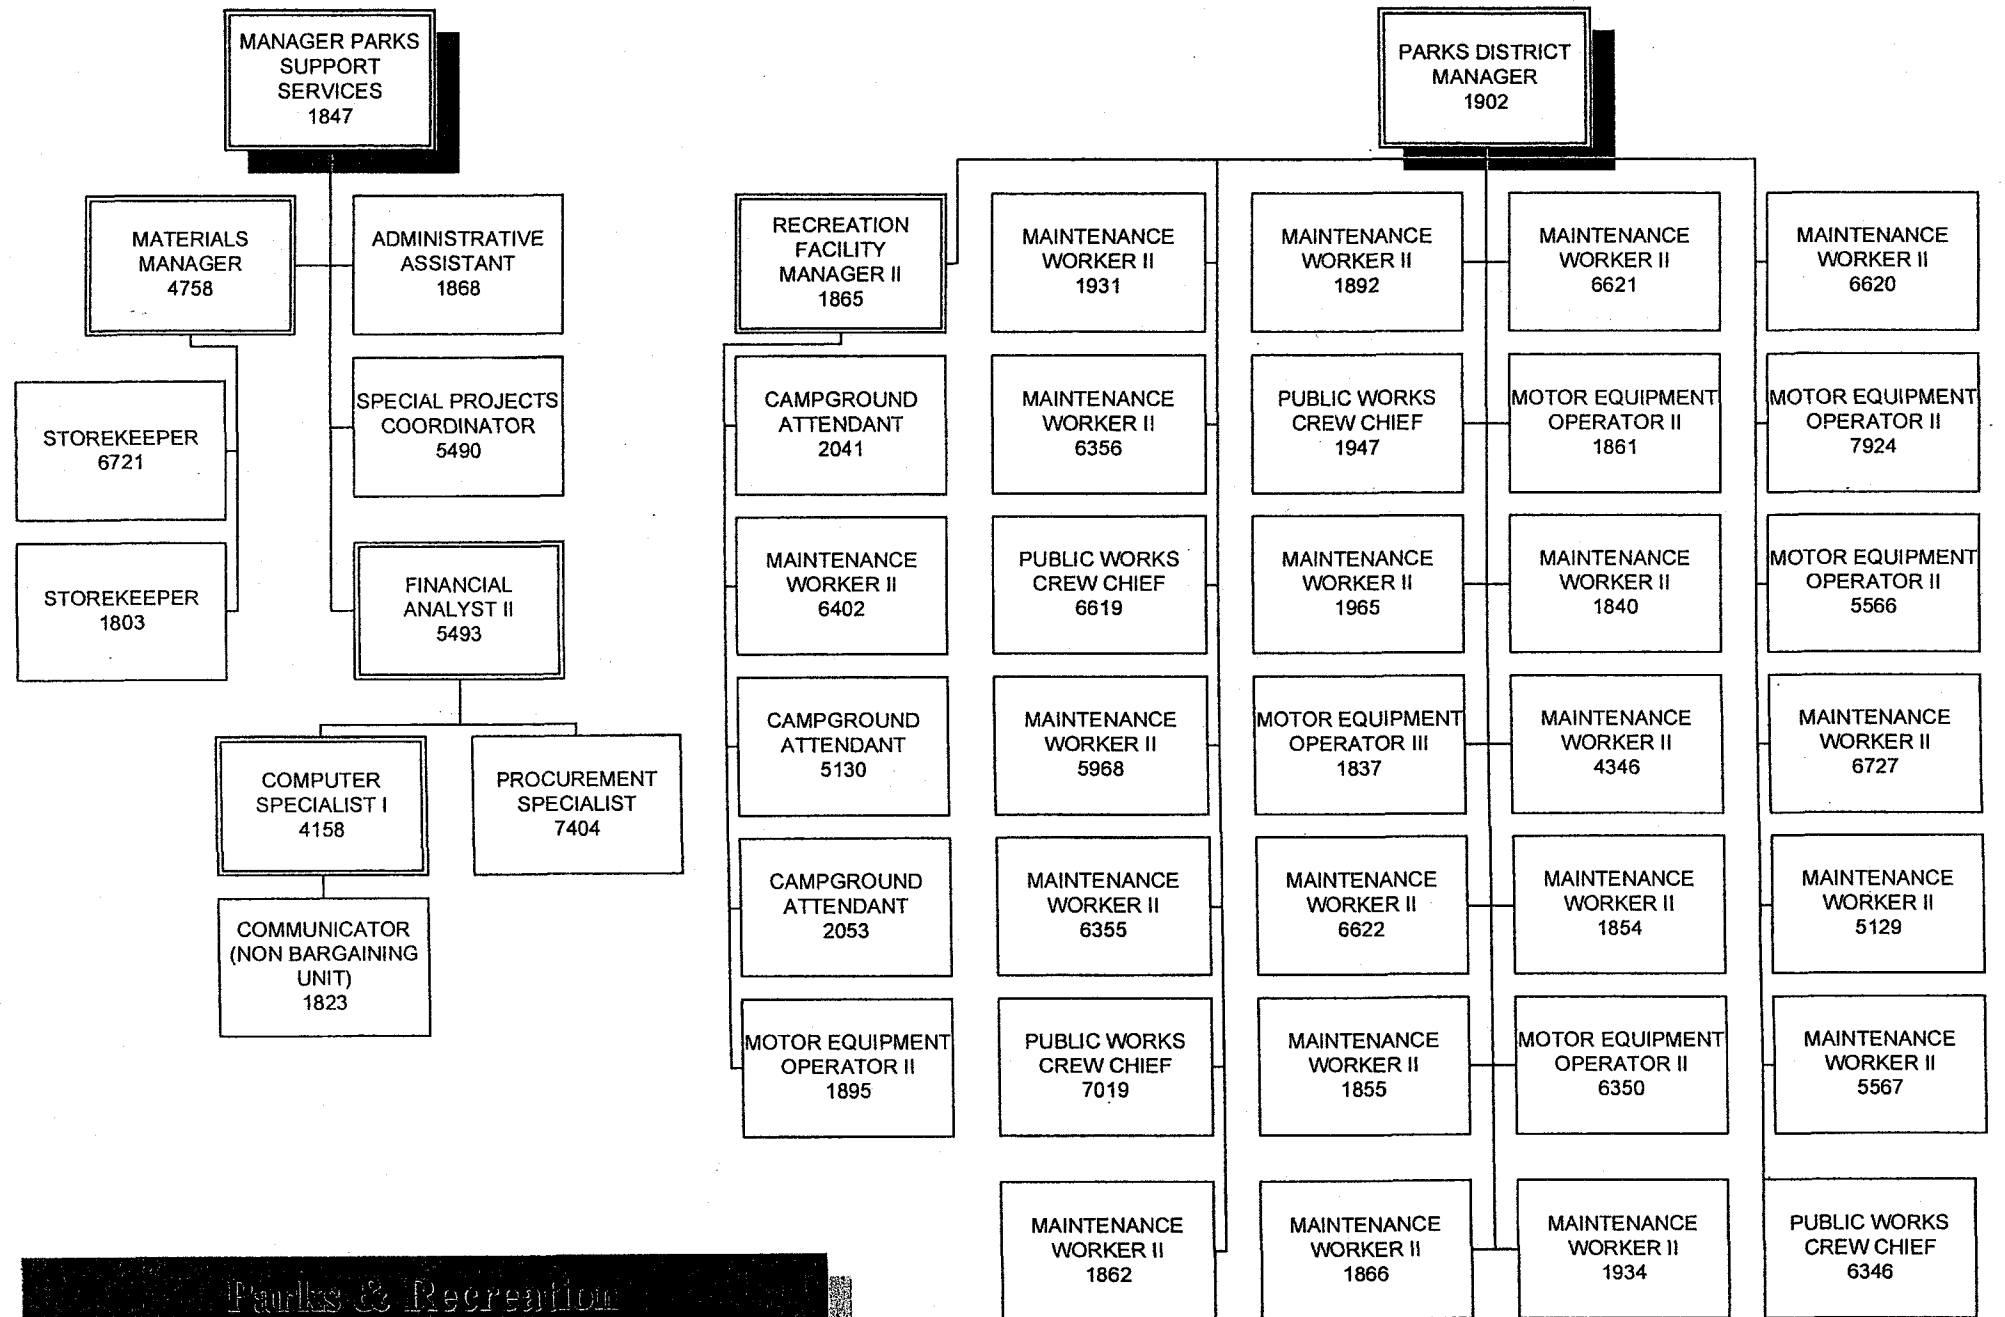 MANAGER PARKS
SUPPORT
SERVICES
1847
MATERIALS
MANAGER
4758
ADMINISTRATIVE
ASSISTANT
1868
STOREKEEPER
6721
STOREKEEPER
1803
SPECIAL PROJECTS
COORDINATOR
5490
FINANCIAL
ANALYST II
5493
COMPUTER
SPECIALIST I
4158
PROCUREMENT
SPECIALIST
7404
COMMUNICATOR
(NON BARGAINING
UNIT)
1823
PARKS DISTRICT
MANAGER
1902
RECREATION
FACILITY
MANAGER II
1865
CAMPGROUND
ATTENDANT
2041
MAINTENANCE
WORKER II
6402
CAMPGROUND
ATTENDANT
5130
CAMPGROUND
ATTENDANT
2053
MOTOR EQUIPMENT
OPERATOR II
1895
MAINTENANCE
WORKER II
1931
MAINTENANCE
WORKER II
6356
PUBLIC WORKS
CREW CHIEF
6619
MAINTENANCE
WORKER II
5968
MAINTENANCE
WORKER II
6355
PUBLIC WORKS
CREW CHIEF
7019
MAINTENANCE
WORKER II
1862
MAINTENANCE
WORKER II
1892
PUBLIC WORKS
CREW CHIEF
1947
MAINTENANCE
WORKER II
1965
MOTOR EQUIPMENT
OPERATOR III
1837
MAINTENANCE
WORKER II
6622
MAINTENANCE
WORKER II
1855
MAINTENANCE
WORKER II
1866
MAINTENANCE
WORKER II
6621
MOTOR EQUIPMENT
OPERATOR II
1861
MAINTENANCE
WORKER II
1840
MAINTENANCE
WORKER II
4346
MAINTENANCE
WORKER II
1854
MOTOR EQUIPMENT
OPERATOR II
6350
MAINTENANCE
WORKER II
1934
MAINTENANCE
WORKER II
6620
MOTOR EQUIPMENT
OPERATOR II
7924
MOTOR EQUIPMENT
OPERATOR II
5566
MAINTENANCE
WORKER II
6727
MAINTENANCE
WORKER II
5129
MAINTENANCE
WORKER II
5567
PUBLIC WORKS
CREW CHIEF
6346
Parks & Recreation